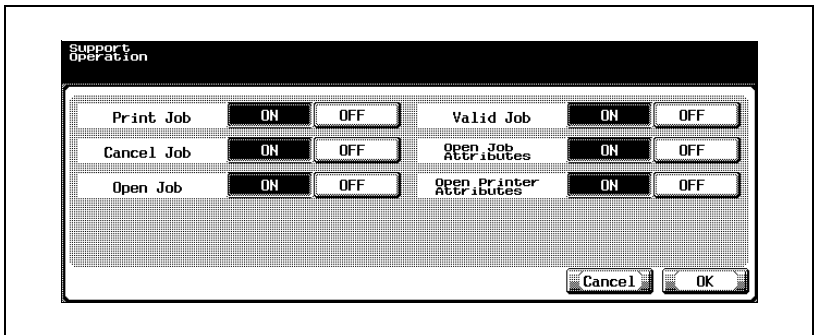 Support
Operation
Print Job ON OFF Valid Job ON OFF
Cancel Job ON OFF Open Job
Attributes ON OFF
Open Job ON OFF Open Printer
Attributes ON OFF
Cancel OK